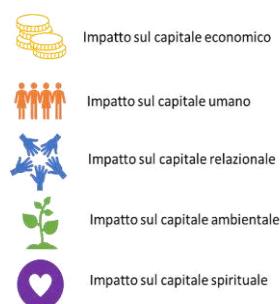 Impatto sul capitale economico
Impatto sul capitale umano
Impatto sul capitale relazionale
Impatto sul capitale ambientale
Impatto sul capitale spirituale